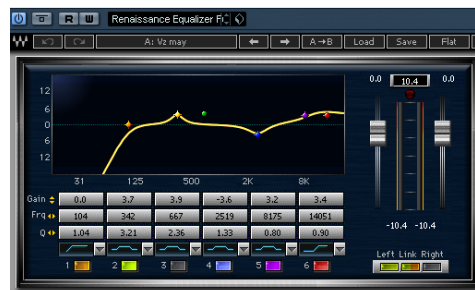 R W Renaissance Equalizer F
A: Vz may A→B Load Save Flat
0.0 10.4 0.0
12
6
0
6
12
31 125 500 2K 8K
Gain 0.0 3.7 3.9 -3.6 3.2 3.4
Frq 104 342 667 2519 8175 14051
Q 1.04 3.21 2.36 1.33 0.80 0.90
-10.4 -10.4
Left Link Right
1 2 3 4 5 6